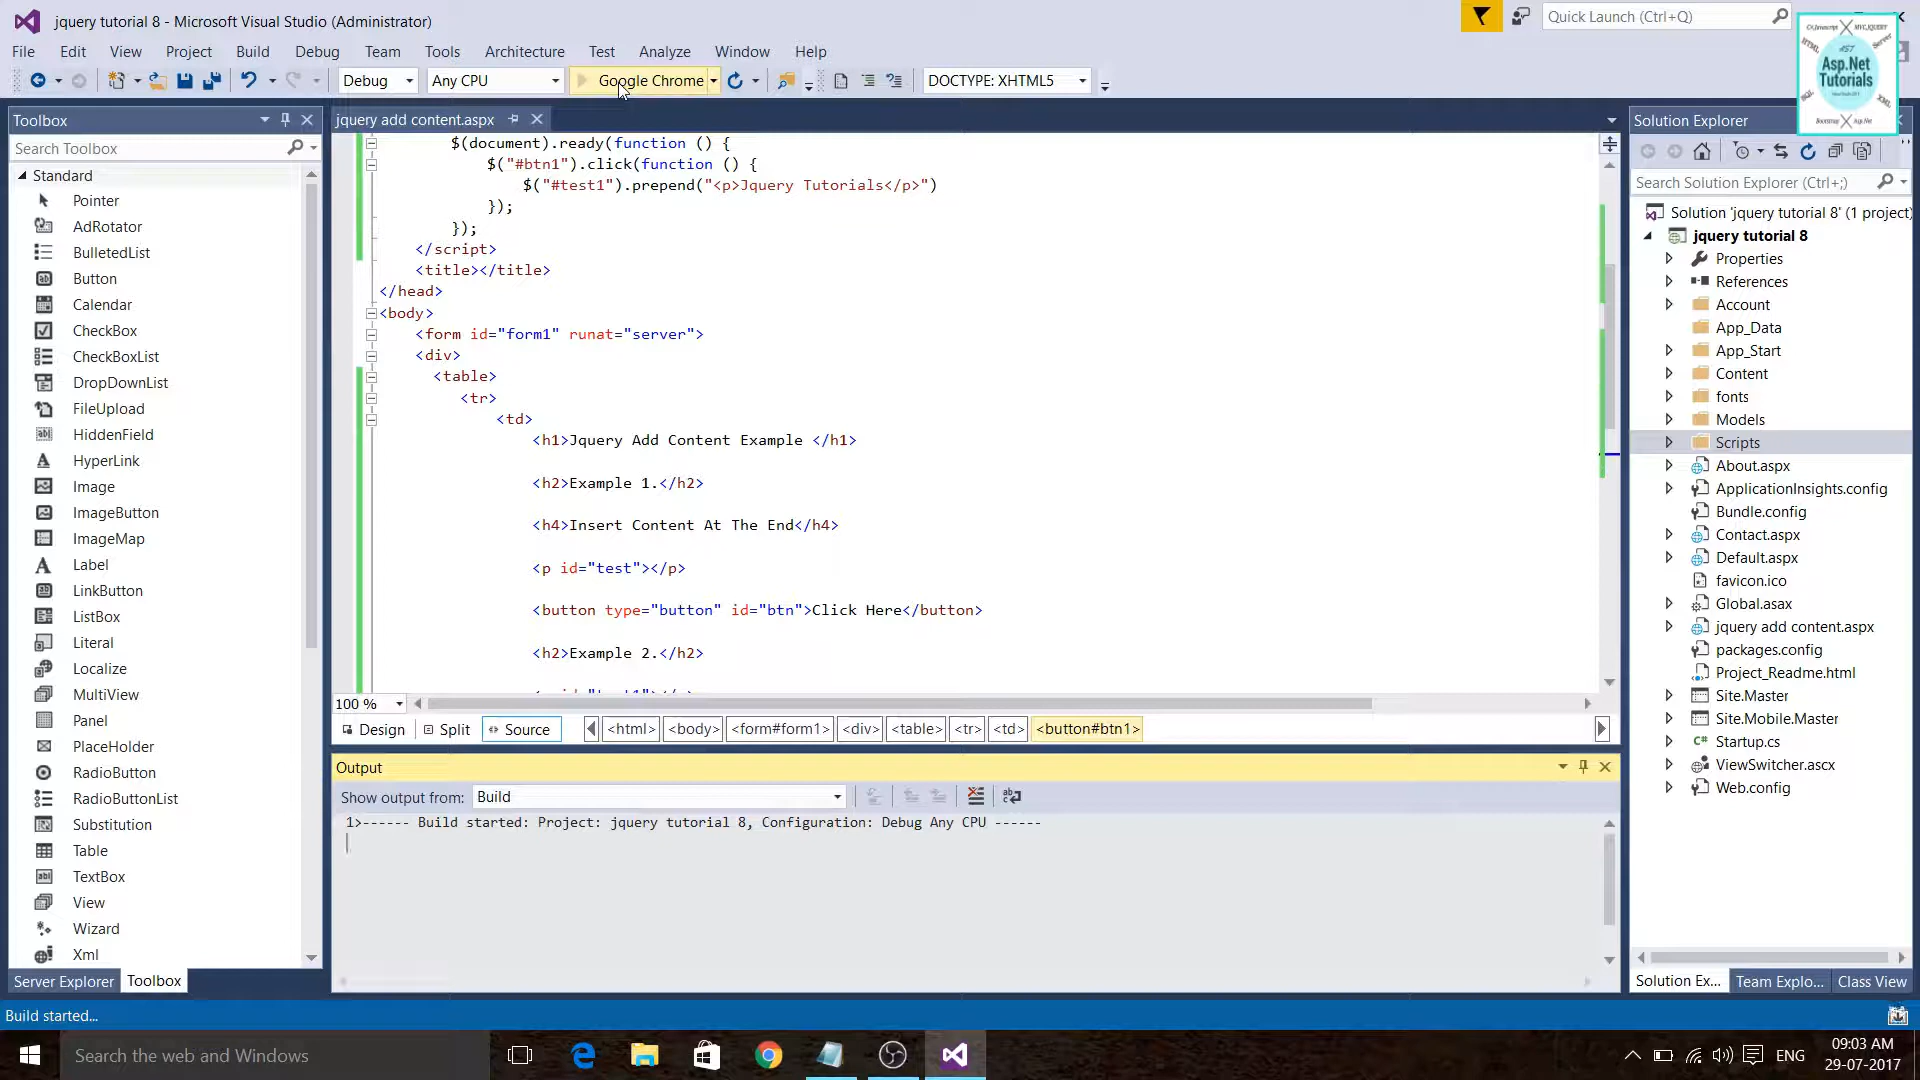 jquery tutorial 8 - Microsoft Visual Studio (Administrator)
Quick Launch (Ctrl+Q)
File Edit View Project Build Debug Team Tools Architecture Test Analyze Window Help
Debug Any CPU Google Chrome DOCTYPE: XHTML5
Asp.Net
Tutorials
Toolbox
Search Toolbox
Standard
Pointer
AdRotator
BulletedList
Button
Calendar
CheckBox
CheckBoxList
DropDownList
FileUpload
HiddenField
HyperLink
Image
ImageButton
ImageMap
Label
LinkButton
ListBox
Literal
Localize
MultiView
Panel
PlaceHolder
RadioButton
RadioButtonList
Substitution
Table
TextBox
View
Wizard
Xml
Server Explorer Toolbox
jquery add content.aspx
$(document).ready(function () {
$("#btn1").click(function () {
$("#test1").prepend("<p>Jquery Tutorials</p>")
});
});
</script>
<title></title>
</head>
<body>
<form id="form1" runat="server">
<div>
<table>
<tr>
<td>
<h1>Jquery Add Content Example </h1>
<h2>Example 1.</h2>
<h4>Insert Content At The End</h4>
<p id="test"></p>
<button type="button" id="btn">Click Here</button>
<h2>Example 2.</h2>
100 %
Design Split Source <html> <body> <form#form1> <div> <table> <tr> <td> <button#btn1>
Output
Show output from: Build
1>------ Build started: Project: jquery tutorial 8, Configuration: Debug Any CPU ------
Solution Explorer
Search Solution Explorer (Ctrl+;)
Solution 'jquery tutorial 8' (1 project)
jquery tutorial 8
Properties
References
Account
App_Data
App_Start
Content
fonts
Models
Scripts
About.aspx
ApplicationInsights.config
Bundle.config
Contact.aspx
Default.aspx
favicon.ico
Global.asax
jquery add content.aspx
packages.config
Project_Readme.html
Site.Master
Site.Mobile.Master
Startup.cs
ViewSwitcher.ascx
Web.config
Solution Ex... Team Explo... Class View
Build started...
Search the web and Windows
ENG
09:03 AM
29-07-2017